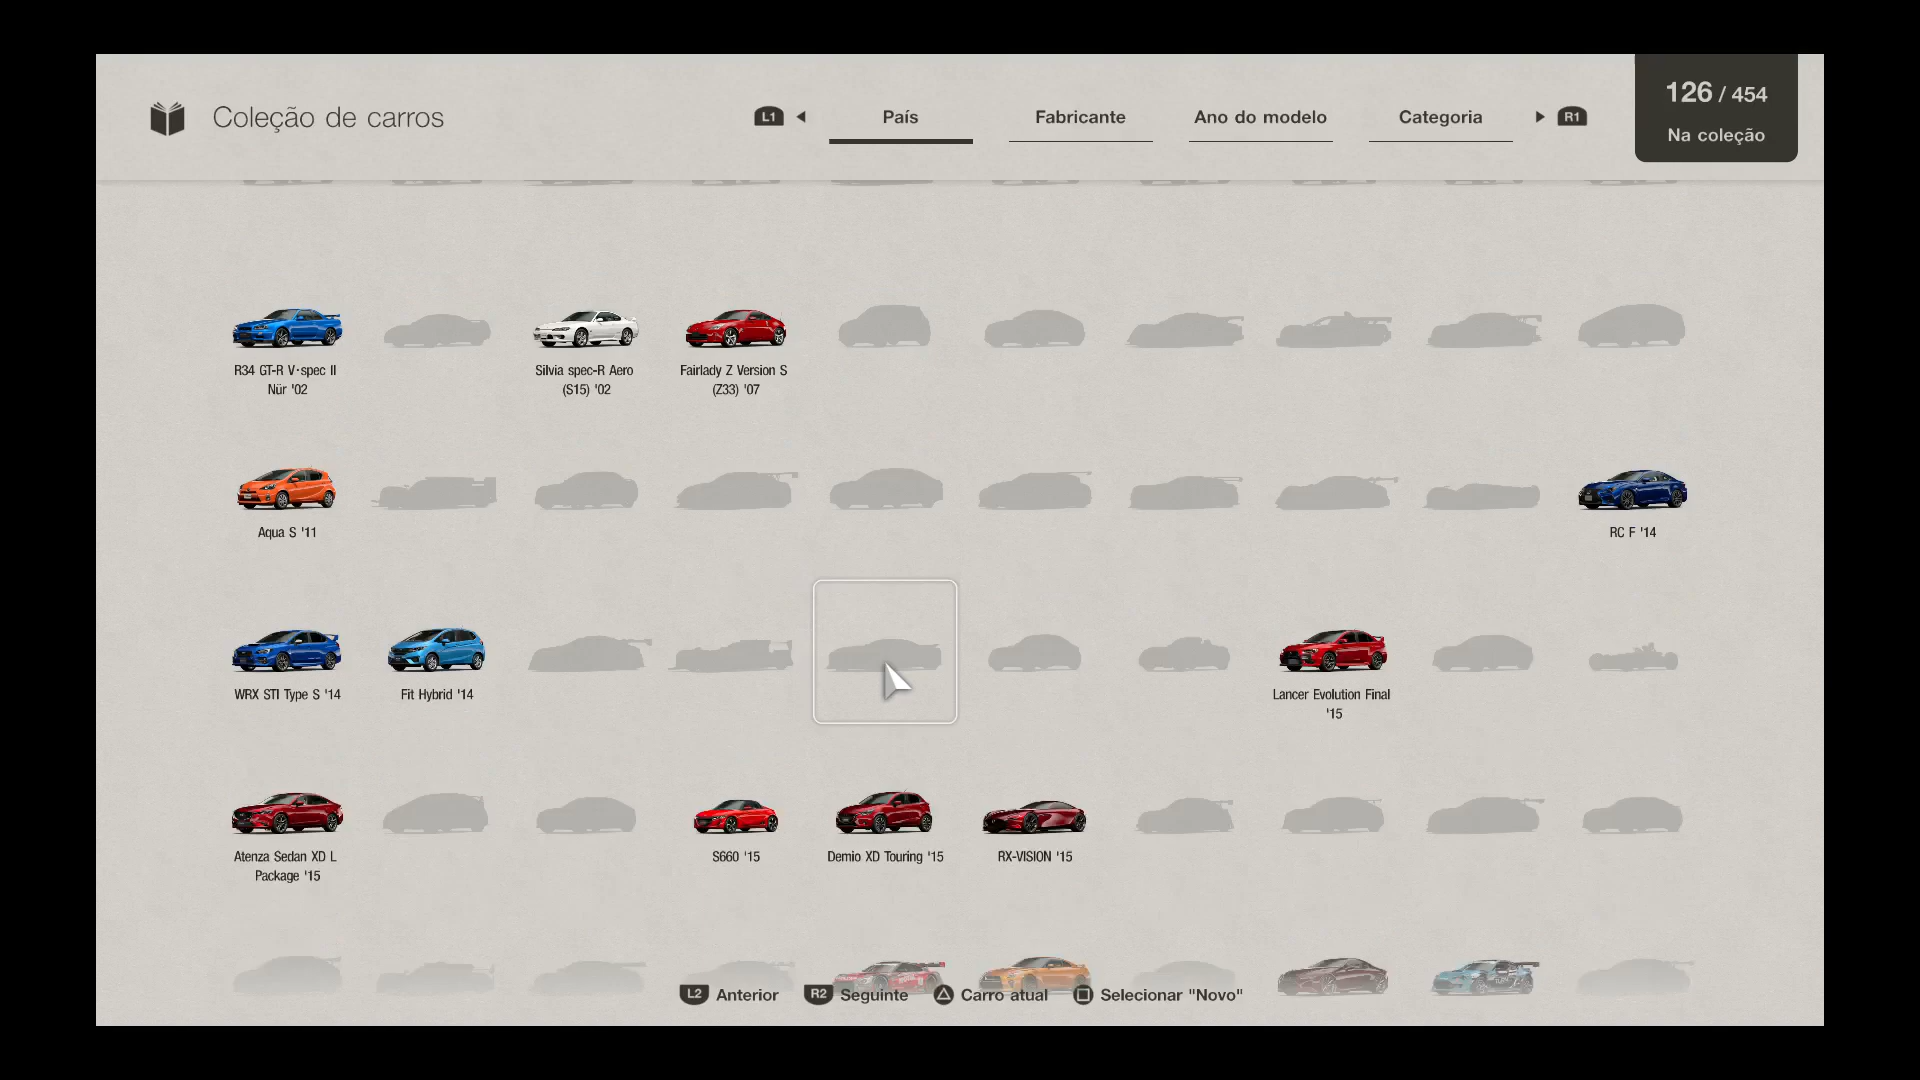 Coleção de carros
L1
País
Fabricante
Ano do modelo
Categoria
R1
126 / 454
Na coleção
R34 GT-R V・spec II
Nür '02
Silvia spec-R Aero
(S15) '02
Fairlady Z Version S
(Z33) '07
Aqua S '11
RC F '14
WRX STI Type S '14
Fit Hybrid '14
Lancer Evolution Final
'15
Atenza Sedan XD L
Package '15
S660 '15
Demio XD Touring '15
RX-VISION '15
L2 Anterior
R2 Seguinte
Carro atual
Selecionar "Novo"